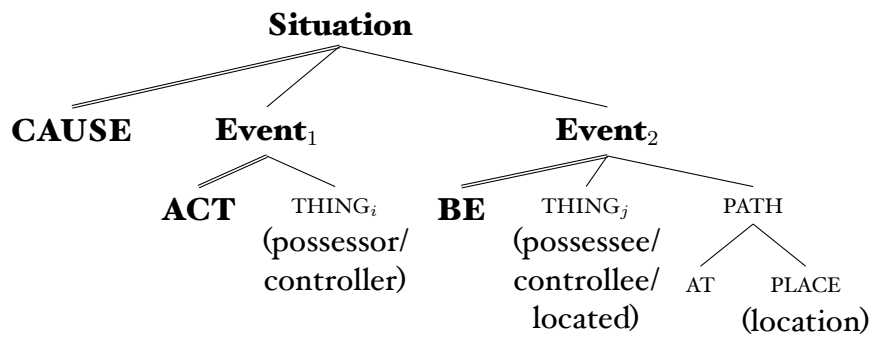 Situation
CAUSE Event₁ Event₂
ACT THINGᵢ BE THINGⱼ PATH
(possessor/ (possessee/
controller) controllee/ AT PLACE
located) (location)